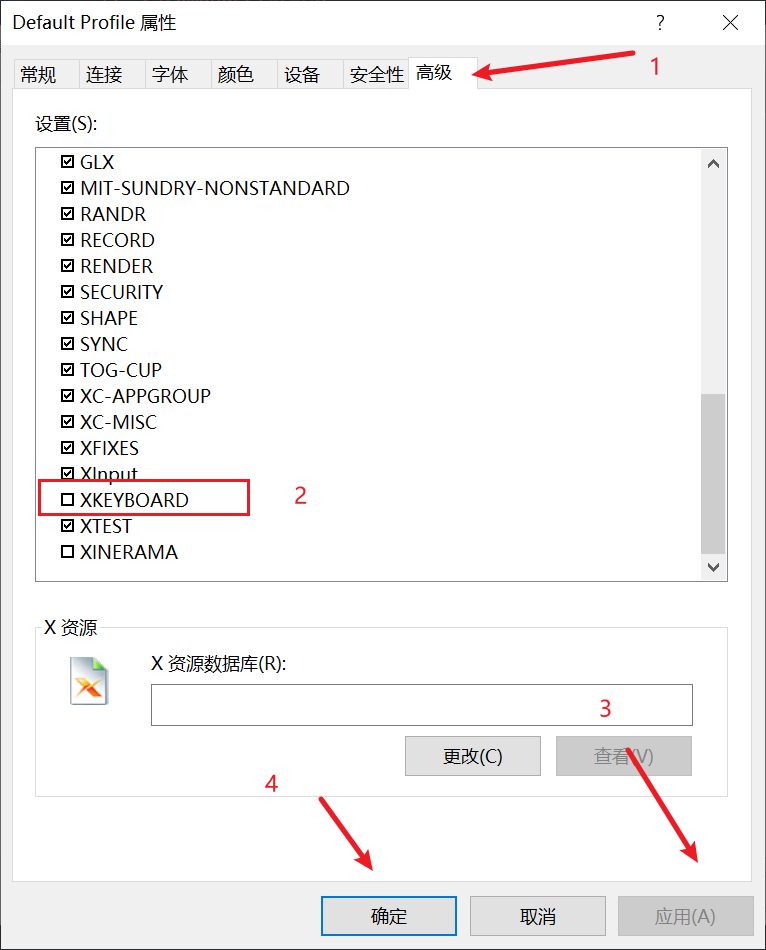 Default Profile 属性
?
常规 连接 字体 颜色 设备 安全性 高级
1
设置(S):
GLX
MIT-SUNDRY-NONSTANDARD
RANDR
RECORD
RENDER
SECURITY
SHAPE
SYNC
TOG-CUP
XC-APPGROUP
XC-MISC
XFIXES
XInput
XKEYBOARD
2
XTEST
XINERAMA
X 资源
X 资源数据库(R):
3
更改(C) 查看(V)
4
确定 取消 应用(A)